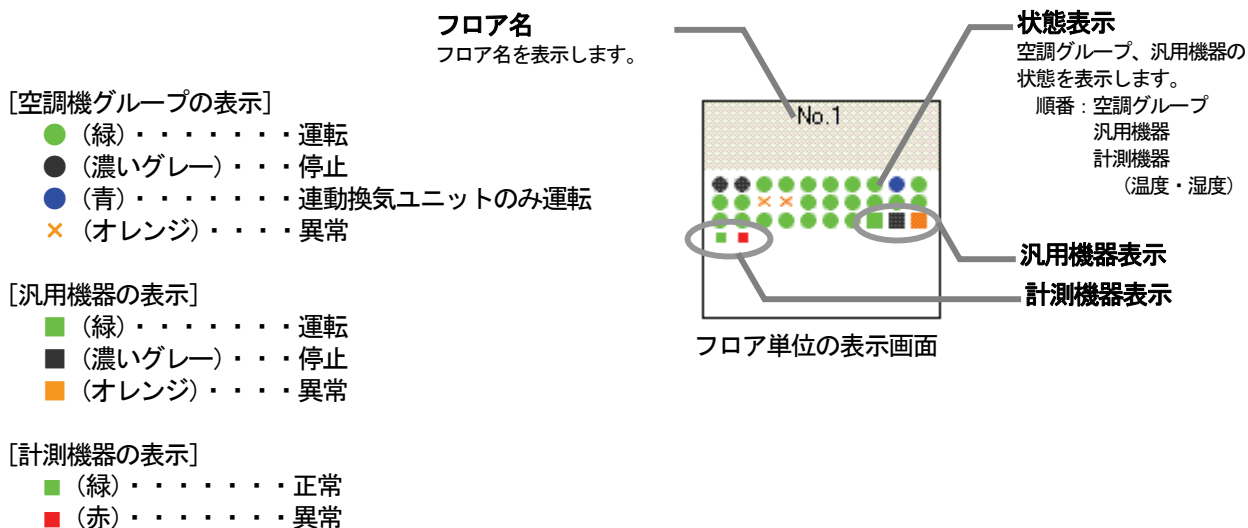 フロア名
フロア名を表示します。
状態表示
空調グループ、汎用機器の
状態を表示します。
順番：空調グループ
汎用機器
計測機器
（温度・湿度）
No.1
汎用機器表示
計測機器表示
フロア単位の表示画面
[空調機グループの表示]
●（緑）・・・・・・・運転
●（濃いグレー）・・・停止
●（青）・・・・・・・連動換気ユニットのみ運転
×（オレンジ）・・・・異常
[汎用機器の表示]
■（緑）・・・・・・・運転
■（濃いグレー）・・・停止
■（オレンジ）・・・・異常
[計測機器の表示]
■（緑）・・・・・・・正常
■（赤）・・・・・・・異常